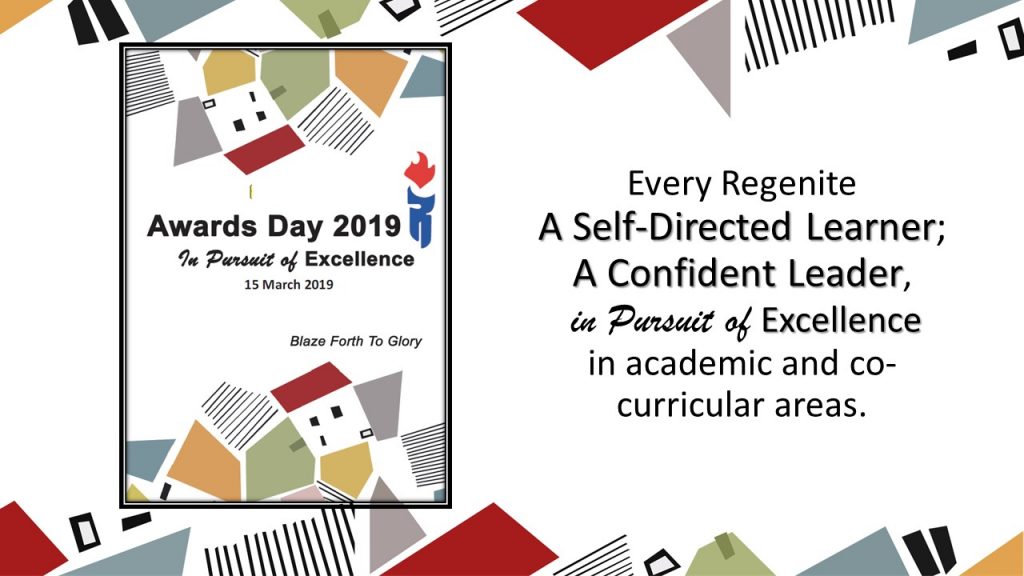 Awards Day 2019
In Pursuit of Excellence
15 March 2019
Blaze Forth To Glory
Every Regenite
A Self-Directed Learner;
A Confident Leader,
in Pursuit of Excellence
in academic and co-
curricular areas.